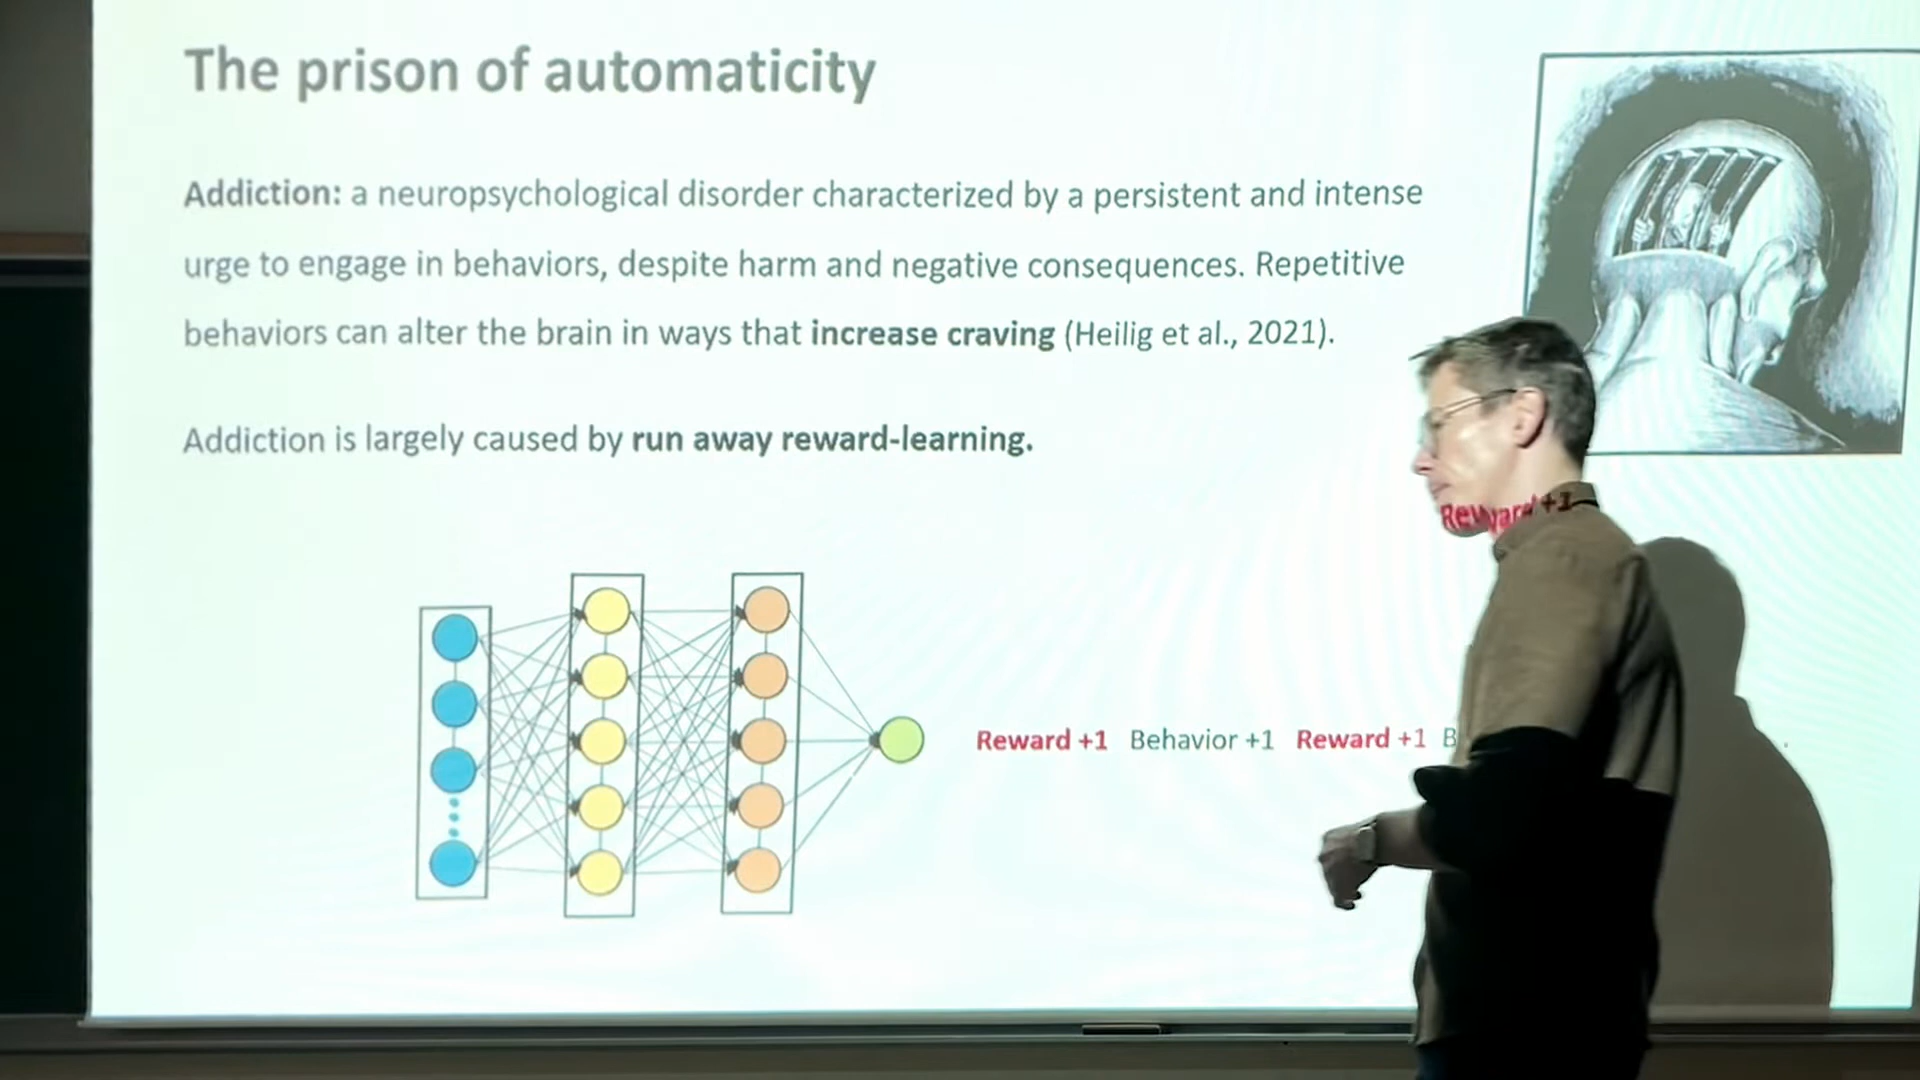 The prison of automaticity
Addiction: a neuropsychological disorder characterized by a persistent and intense
urge to engage in behaviors, despite harm and negative consequences. Repetitive
behaviors can alter the brain in ways that increase craving (Heilig et al., 2021).
Addiction is largely caused by run away reward-learning.
Reward +1
Reward +1 Behavior +1 Reward +1